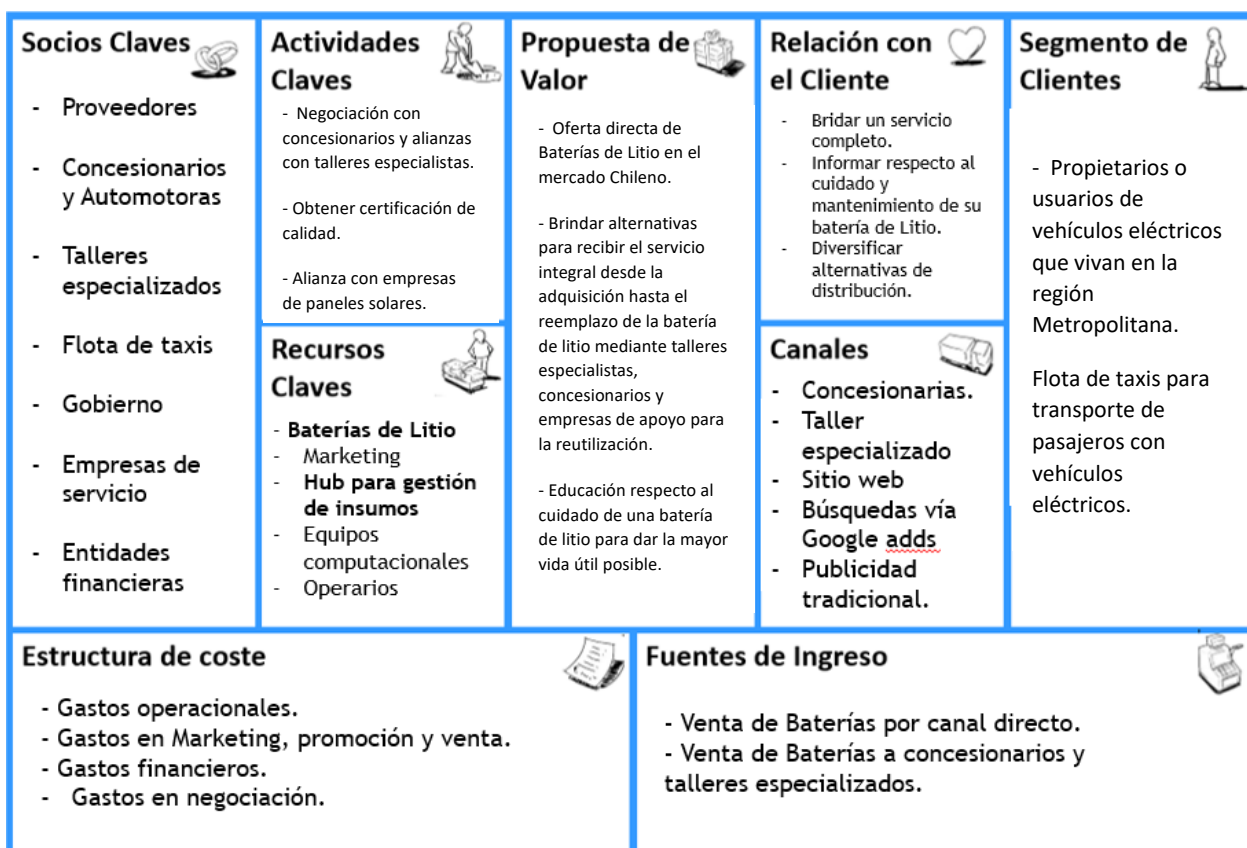 Socios Claves
- Proveedores
- Concesionarios
y Automotoras
- Talleres
especializados
- Flota de taxis
- Gobierno
- Empresas de
servicio
- Entidades
financieras
Actividades
Claves
- Negociación con
concesionarios y alianzas
con talleres especialistas.
- Obtener certificación de
calidad.
- Alianza con empresas
de paneles solares.
Recursos
Claves
- Baterías de Litio
- Marketing
- Hub para gestión
de insumos
- Equipos
computacionales
- Operarios
Propuesta de
Valor
- Oferta directa de
Baterías de Litio en el
mercado Chileno.
- Brindar alternativas
para recibir el servicio
integral desde la
adquisición hasta el
reemplazo de la batería
de litio mediante talleres
especialistas,
concesionarios y
empresas de apoyo para
la reutilización.
- Educación respecto al
cuidado de una batería
de litio para dar la mayor
vida útil posible.
Relación con
el Cliente
- Bridar un servicio
completo.
- Informar respecto al
cuidado y
mantenimiento de su
batería de Litio.
- Diversificar
alternativas de
distribución.
Canales
- Concesionarias.
- Taller
especializado
- Sitio web
- Búsquedas vía
Google adds
- Publicidad
tradicional.
Segmento de
Clientes
- Propietarios o
usuarios de
vehículos eléctricos
que vivan en la
región
Metropolitana.
Flota de taxis para
transporte de
pasajeros con
vehículos
eléctricos.
Estructura de coste
- Gastos operacionales.
- Gastos en Marketing, promoción y venta.
- Gastos financieros.
- Gastos en negociación.
Fuentes de Ingreso
- Venta de Baterías por canal directo.
- Venta de Baterías a concesionarios y
talleres especializados.